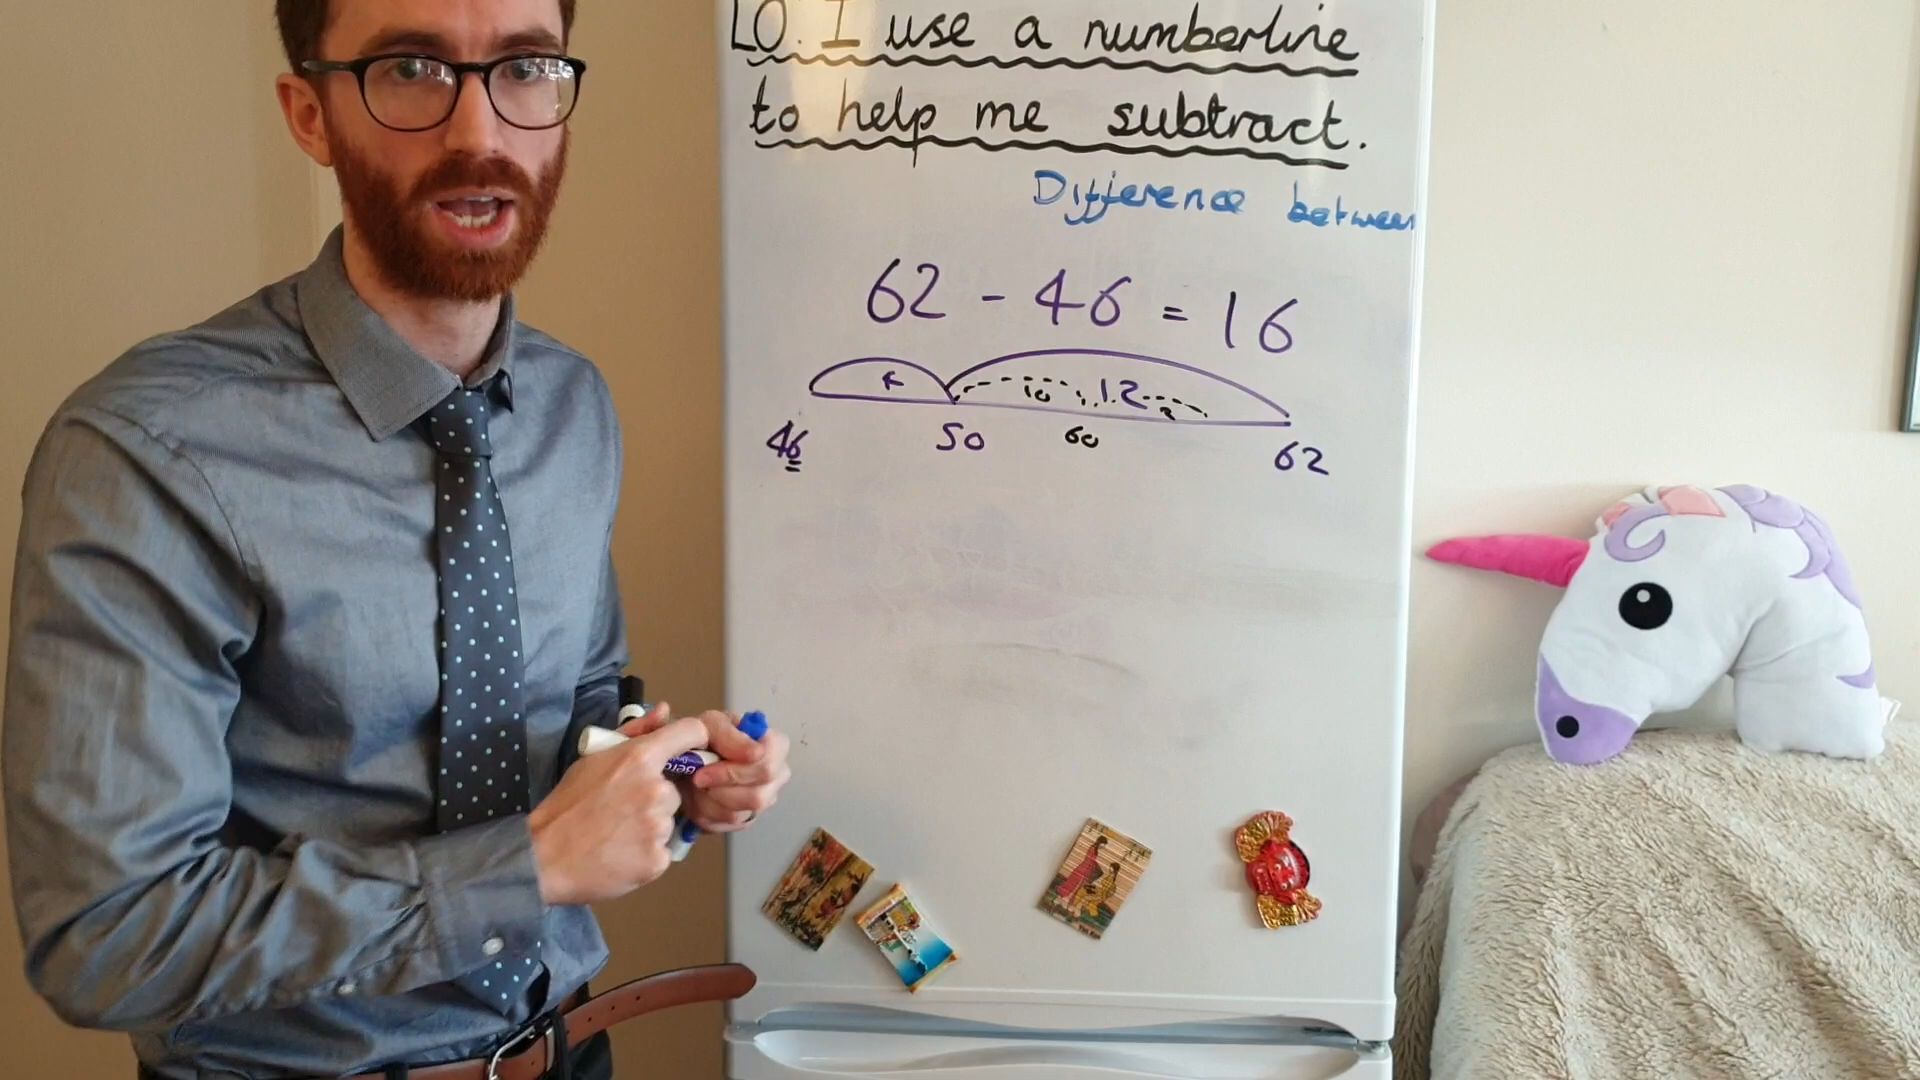 LO: I use a numberline
to help me subtract.
Difference between
62 - 46 = 16
4 10 12 2
46 50 60 62